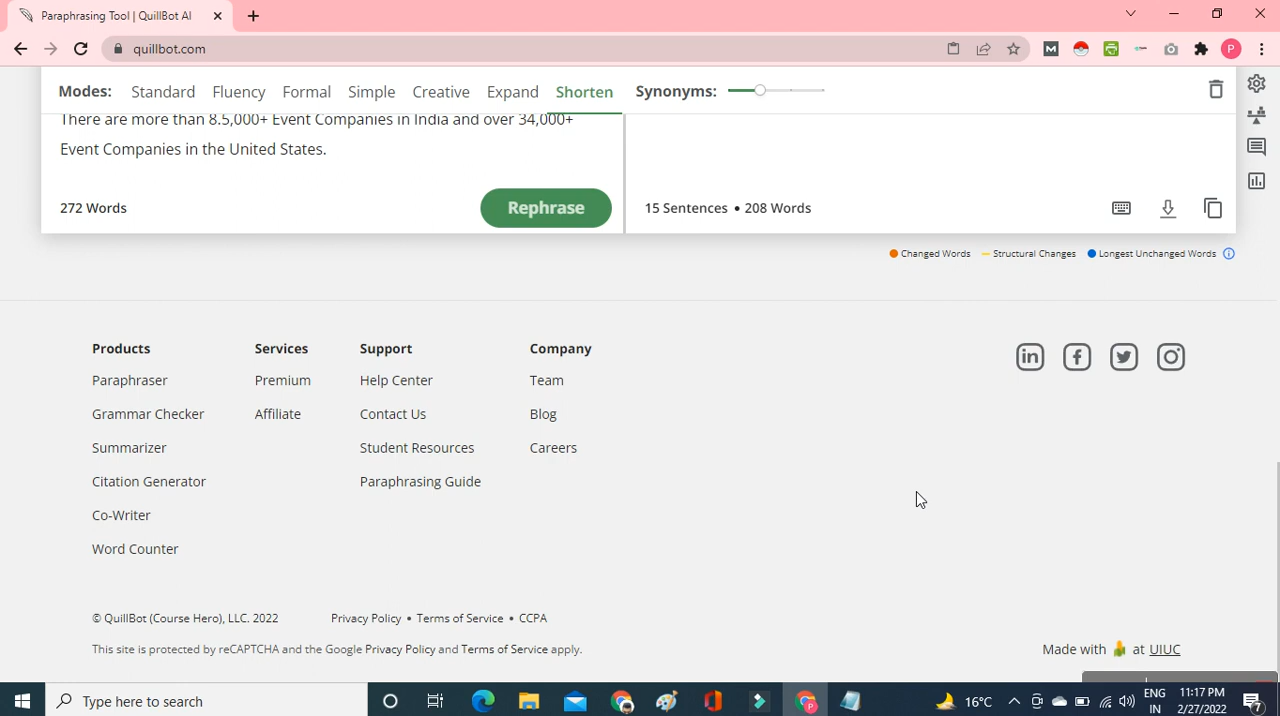 Paraphrasing Tool | QuillBot AI
quillbot.com
Modes: Standard Fluency Formal Simple Creative Expand Shorten Synonyms:
There are more than 8.5,000+ Event Companies in India and over 34,000+
Event Companies in the United States.
272 Words
Rephrase
15 Sentences • 208 Words
Changed Words Structural Changes Longest Unchanged Words
Products
Paraphraser
Grammar Checker
Summarizer
Citation Generator
Co-Writer
Word Counter
Services
Premium
Affiliate
Support
Help Center
Contact Us
Student Resources
Paraphrasing Guide
Company
Team
Blog
Careers
© QuillBot (Course Hero), LLC. 2022
Privacy Policy • Terms of Service • CCPA
This site is protected by reCAPTCHA and the Google Privacy Policy and Terms of Service apply.
Made with at UIUC
Type here to search
16°C
ENG
IN
11:17 PM
2/27/2022
7